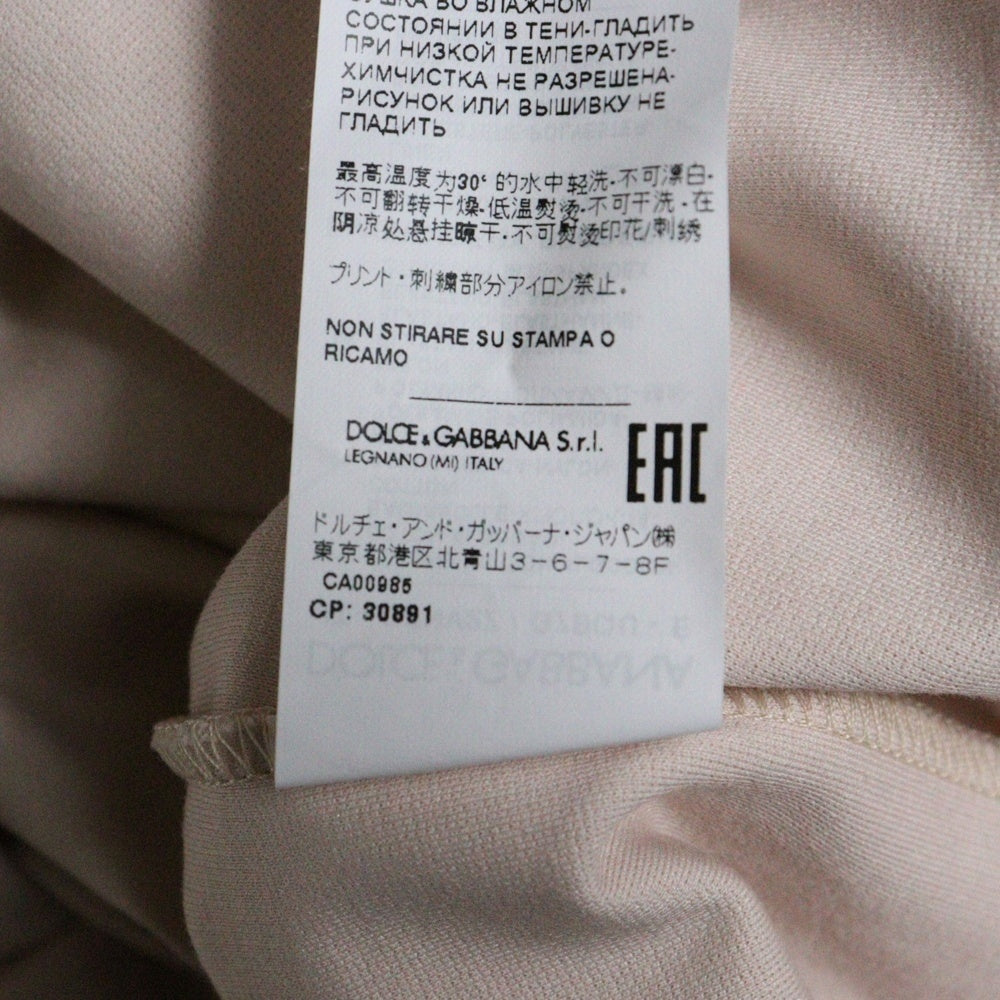 СУШКА ВО ВЛАЖНОМ
СОСТОЯНИИ В ТЕНИ-ГЛАДИТЬ
ПРИ НИЗКОЙ ТЕМПЕРАТУРЕ-
ХИМЧИСТКА НЕ РАЗРЕШЕНА-
РИСУНОК ИЛИ ВЫШИВКУ НЕ
ГЛАДИТЬ
最高温度为30°的水中轻洗-不可漂白-
不可翻转干燥-低温熨烫-不可干洗-在
阴凉处悬挂晾干-不可熨烫印花/刺绣
プリント・刺繍部分アイロン禁止。
NON STIRARE SU STAMPA O
RICAMO
DOLCE & GABBANA S.r.l.
LEGNANO (MI) ITALY
EAC
ドルチェ・アンド・ガッバーナ・ジャパン㈱
東京都港区北青山3-6-7-8F
CA00985
CP: 30891